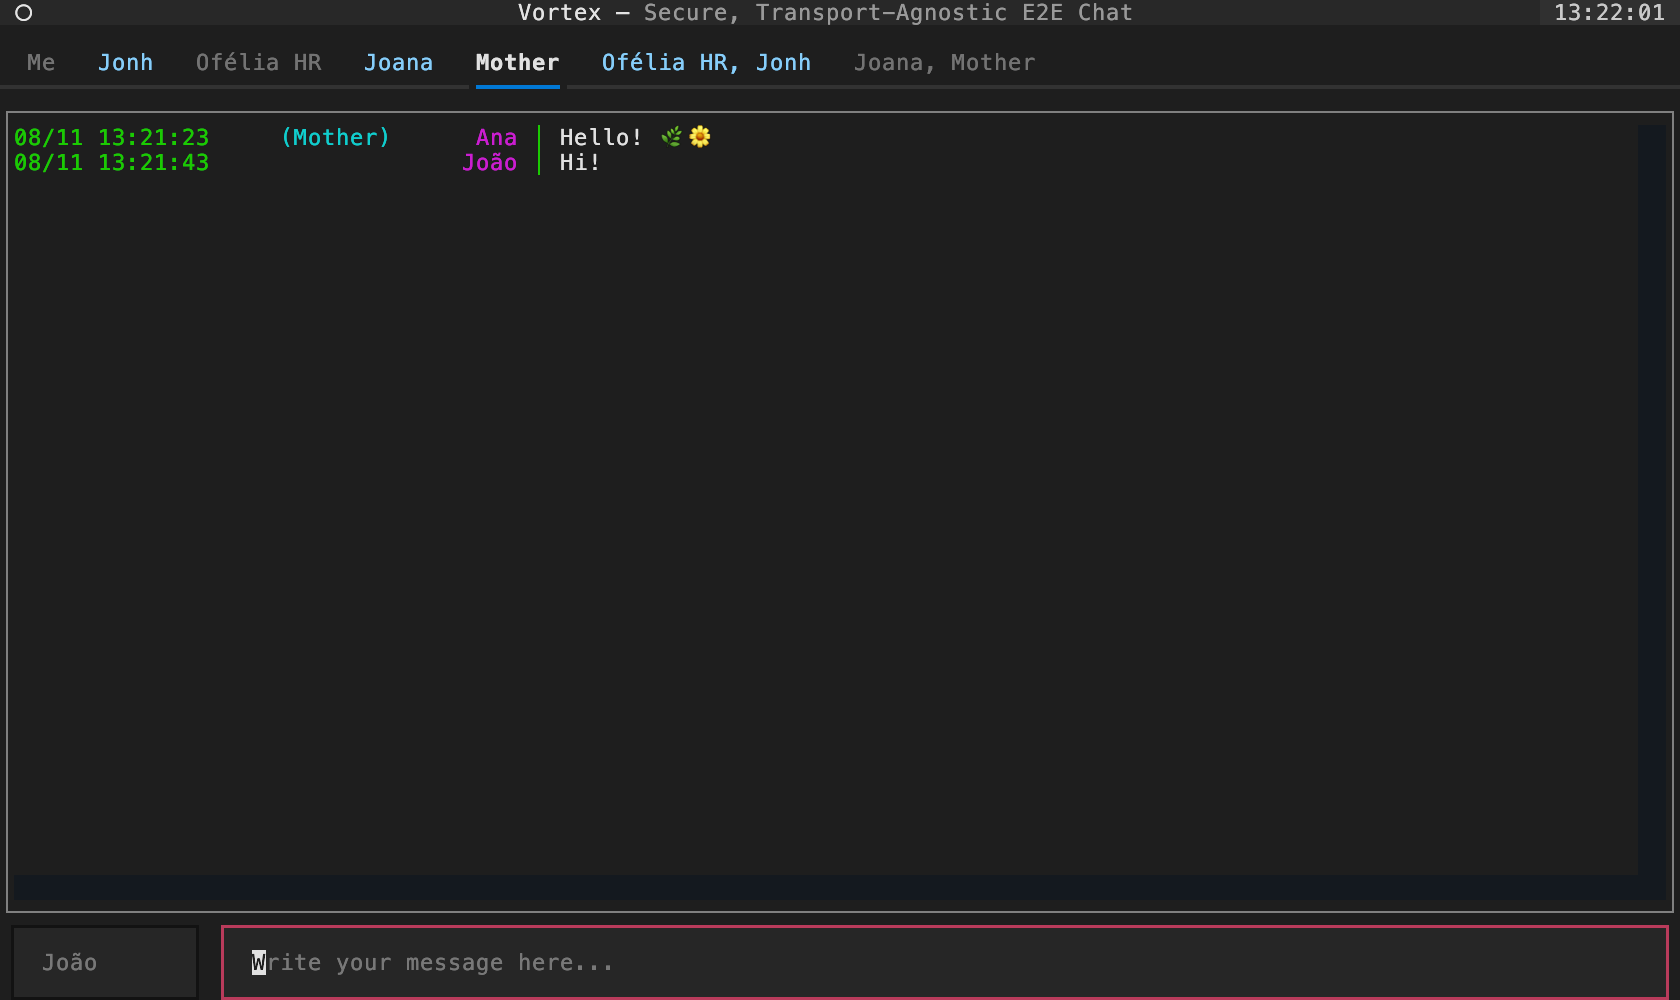 Vortex — Secure, Transport-Agnostic E2E Chat 13:22:01
Me Jonh Ofélia HR Joana Mother Ofélia HR, Jonh Joana, Mother
08/11 13:21:23 (Mother) Ana Hello! 🌿🌼
08/11 13:21:43 João Hi!
João Write your message here...